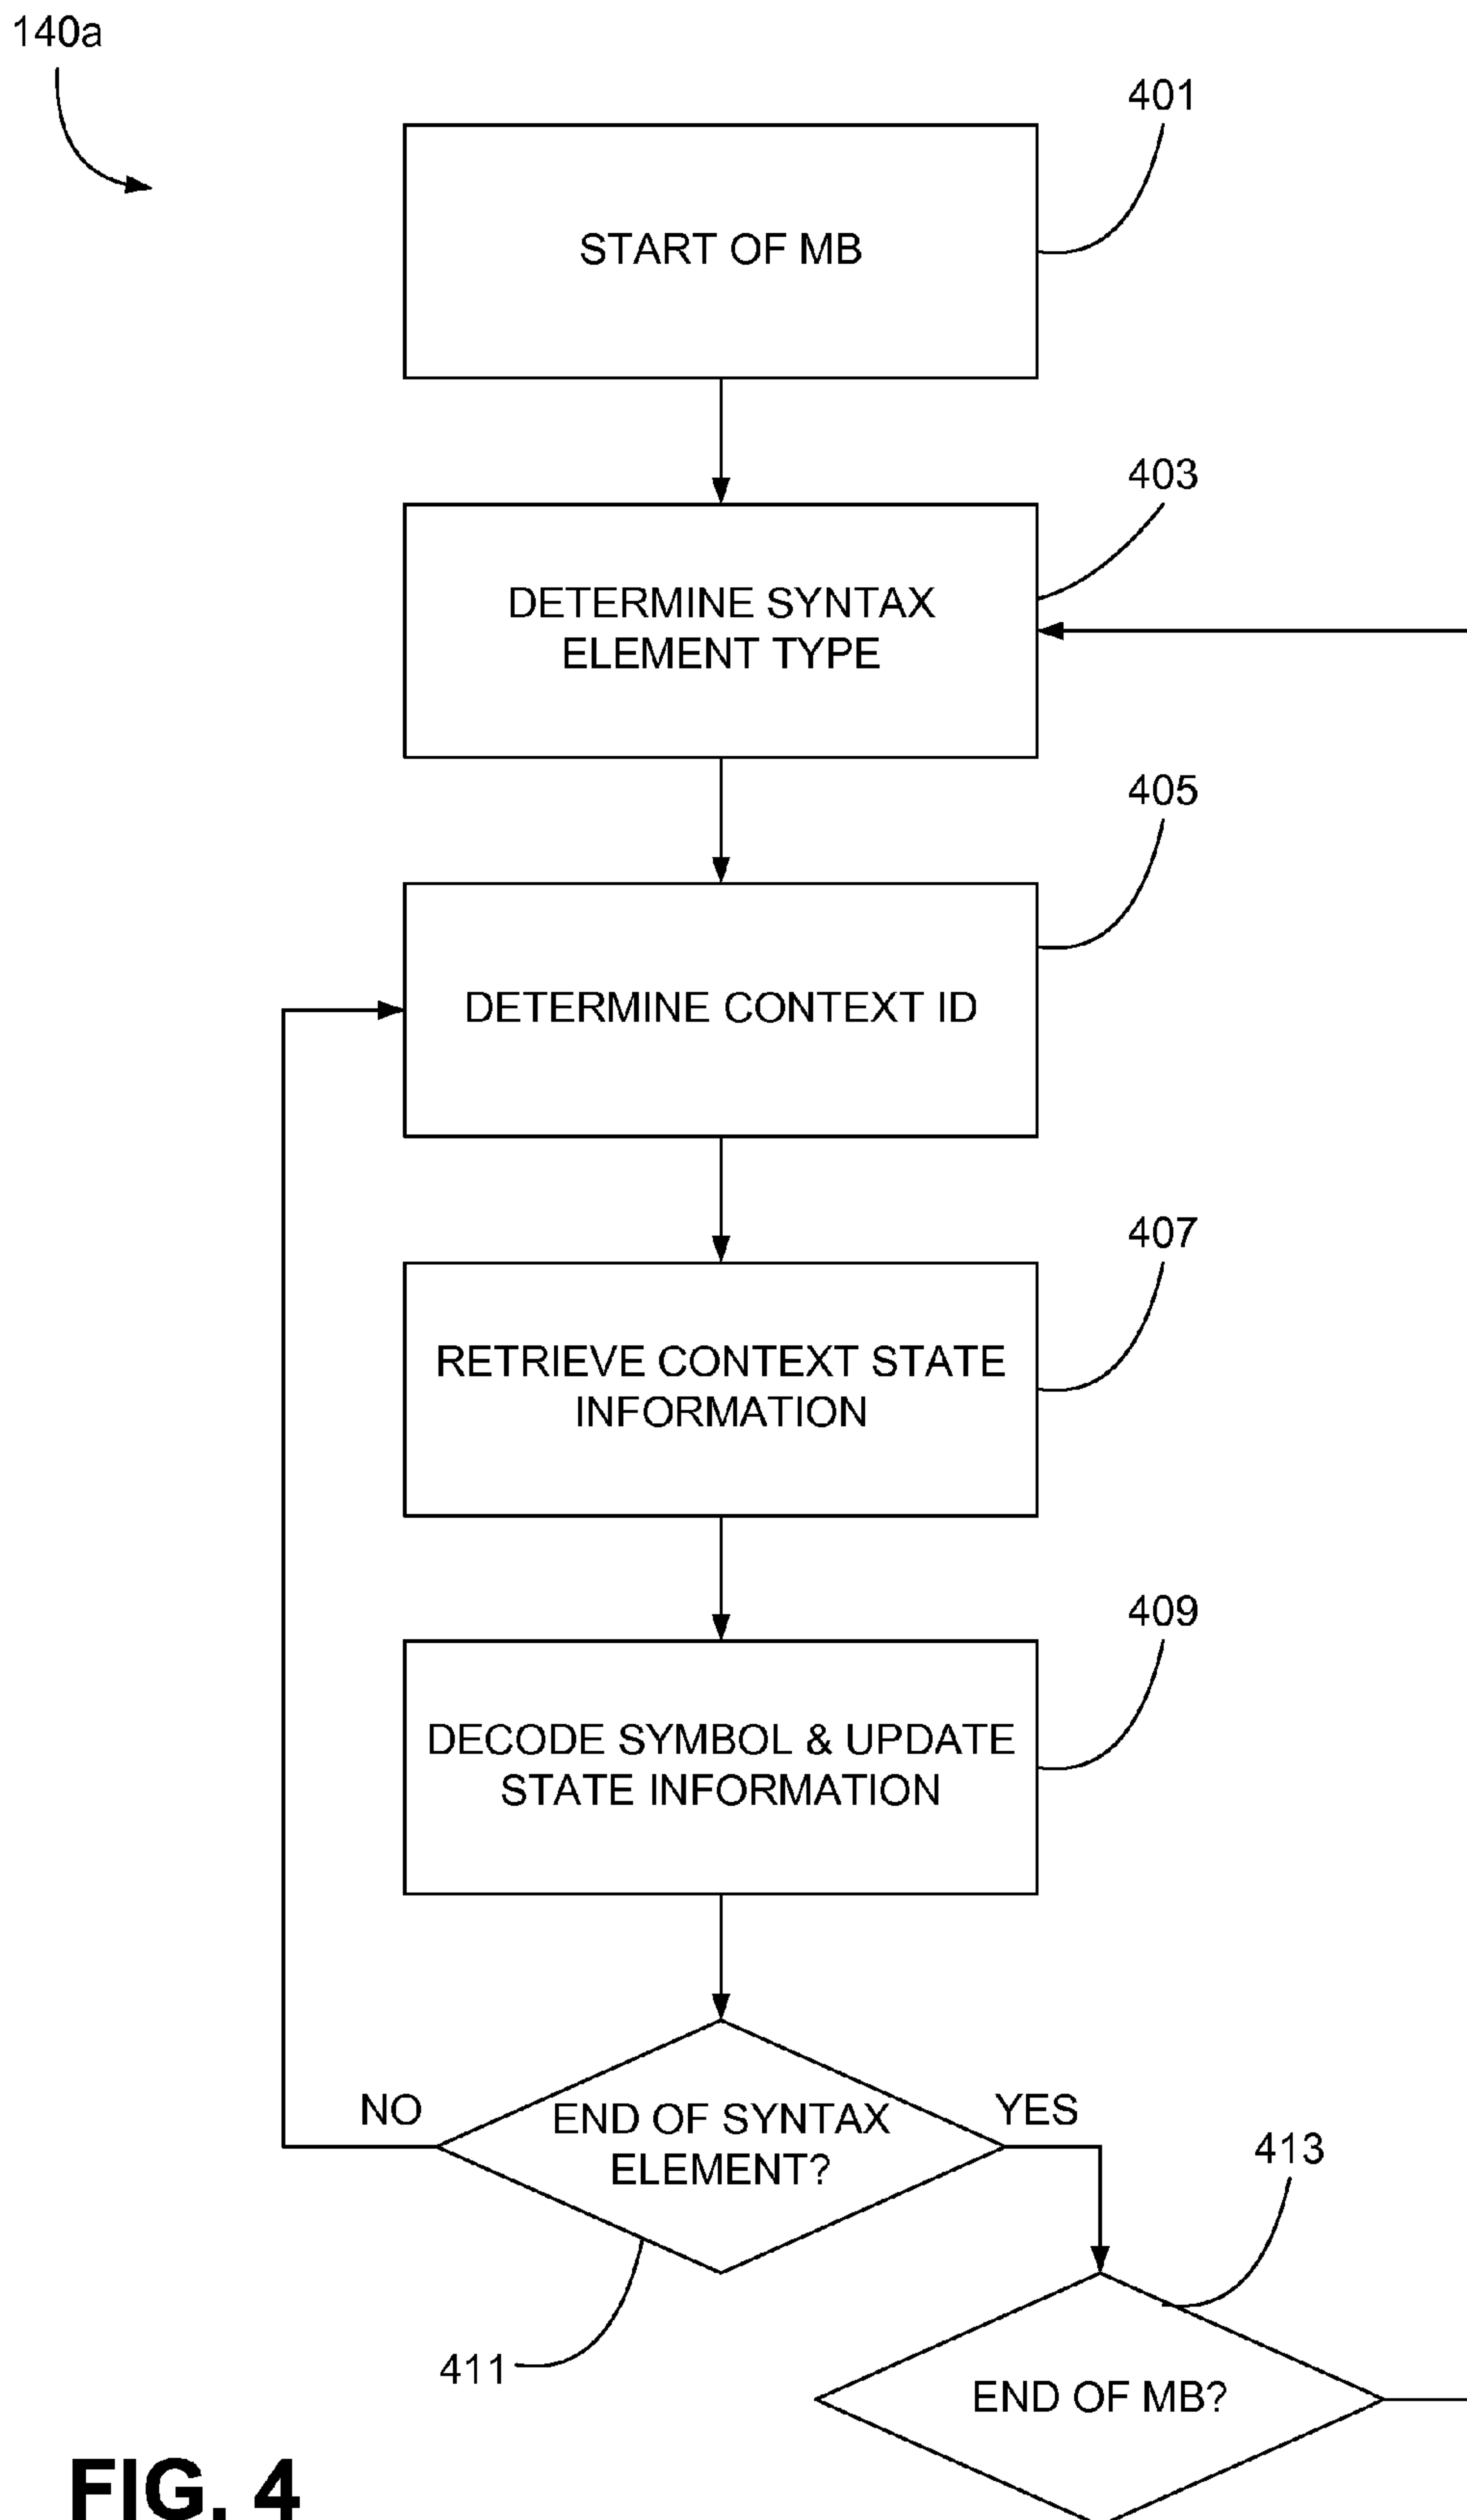 140a
401
START OF MB
403
DETERMINE SYNTAX
ELEMENT TYPE
405
DETERMINE CONTEXT ID
407
RETRIEVE CONTEXT STATE
INFORMATION
409
DECODE SYMBOL & UPDATE
STATE INFORMATION
NO
END OF SYNTAX
ELEMENT?
YES
413
411
END OF MB?
FIG. 4